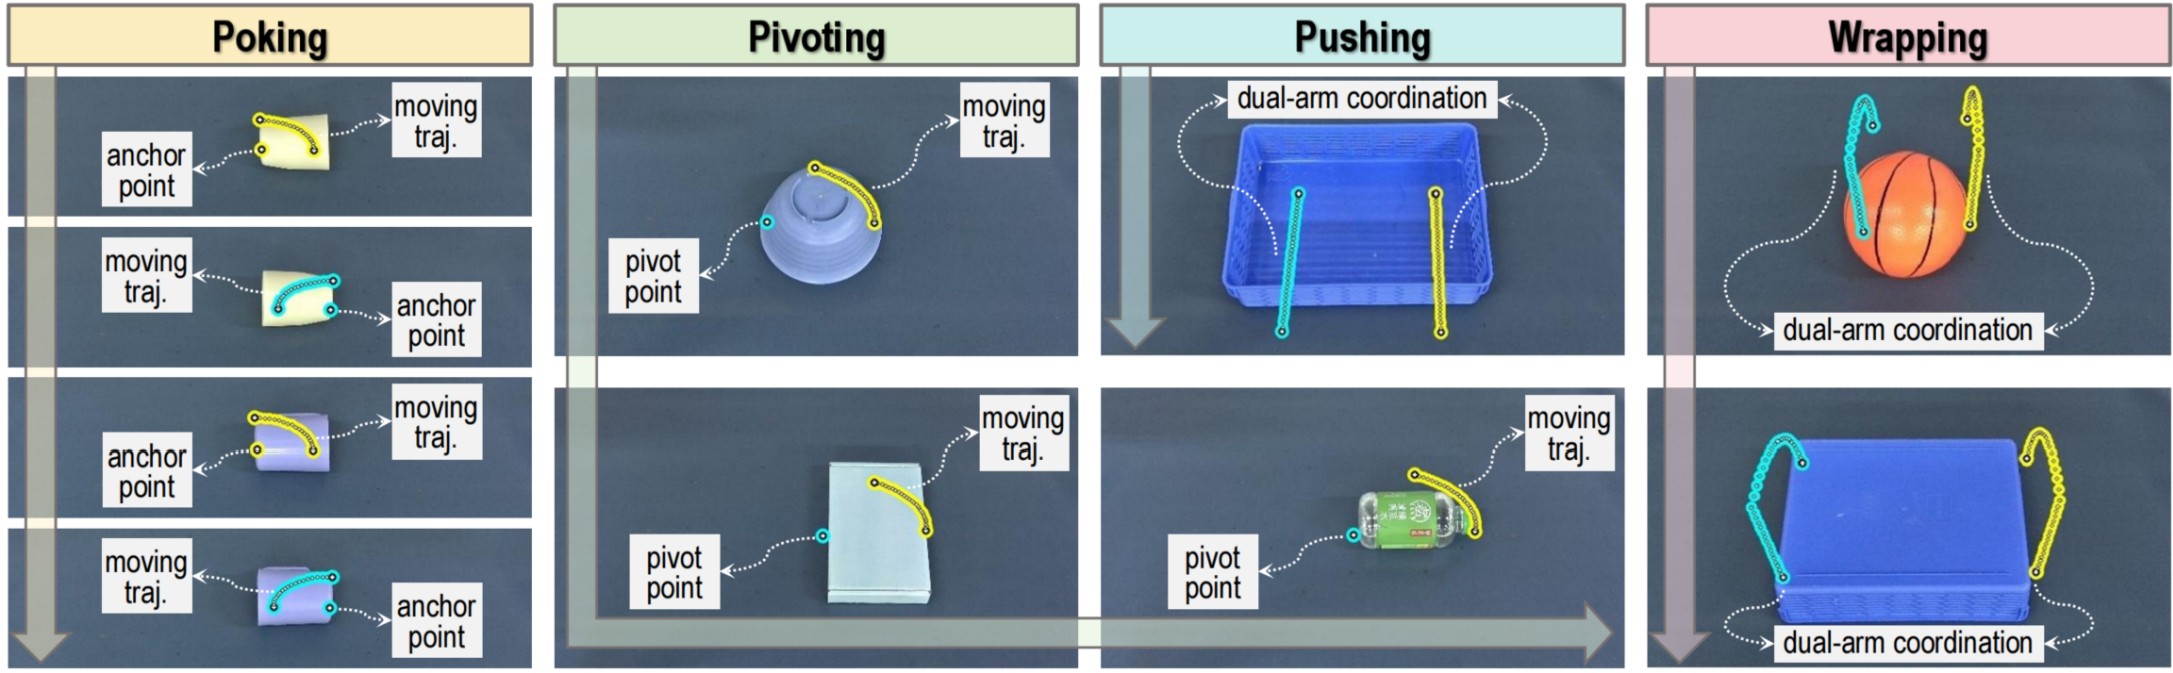 Poking
Pivoting
Pushing
Wrapping
moving
traj.
anchor
point
moving
traj.
anchor
point
moving
traj.
anchor
point
moving
traj.
anchor
point
moving
traj.
pivot
point
moving
traj.
pivot
point
dual-arm coordination
moving
traj.
pivot
point
dual-arm coordination
dual-arm coordination